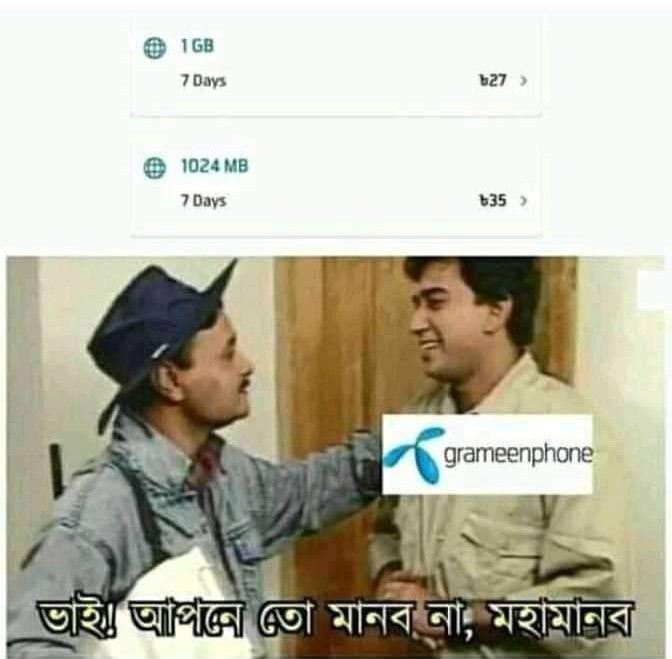 1 GB
7 Days ৳27 >
1024 MB
7 Days ৳35 >
grameenphone
ভাই! আপনে তো মানব না, মহামানব